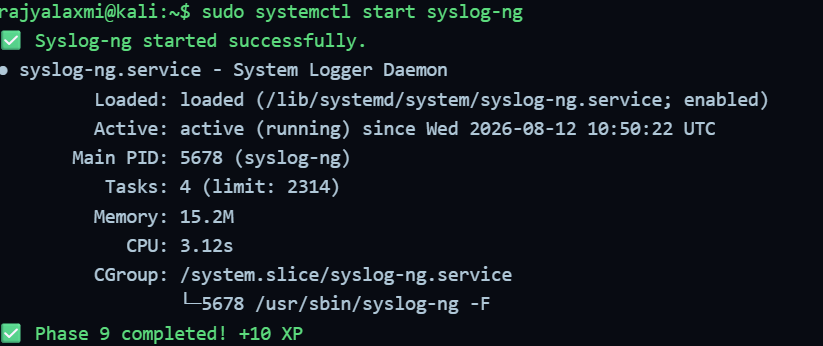 rajyalaxmi@kali:~$ sudo systemctl start syslog-ng
✅ Syslog-ng started successfully.
● syslog-ng.service - System Logger Daemon
Loaded: loaded (/lib/systemd/system/syslog-ng.service; enabled)
Active: active (running) since Wed 2026-08-12 10:50:22 UTC
Main PID: 5678 (syslog-ng)
Tasks: 4 (limit: 2314)
Memory: 15.2M
CPU: 3.12s
CGroup: /system.slice/syslog-ng.service
└─5678 /usr/sbin/syslog-ng -F
✅ Phase 9 completed! +10 XP